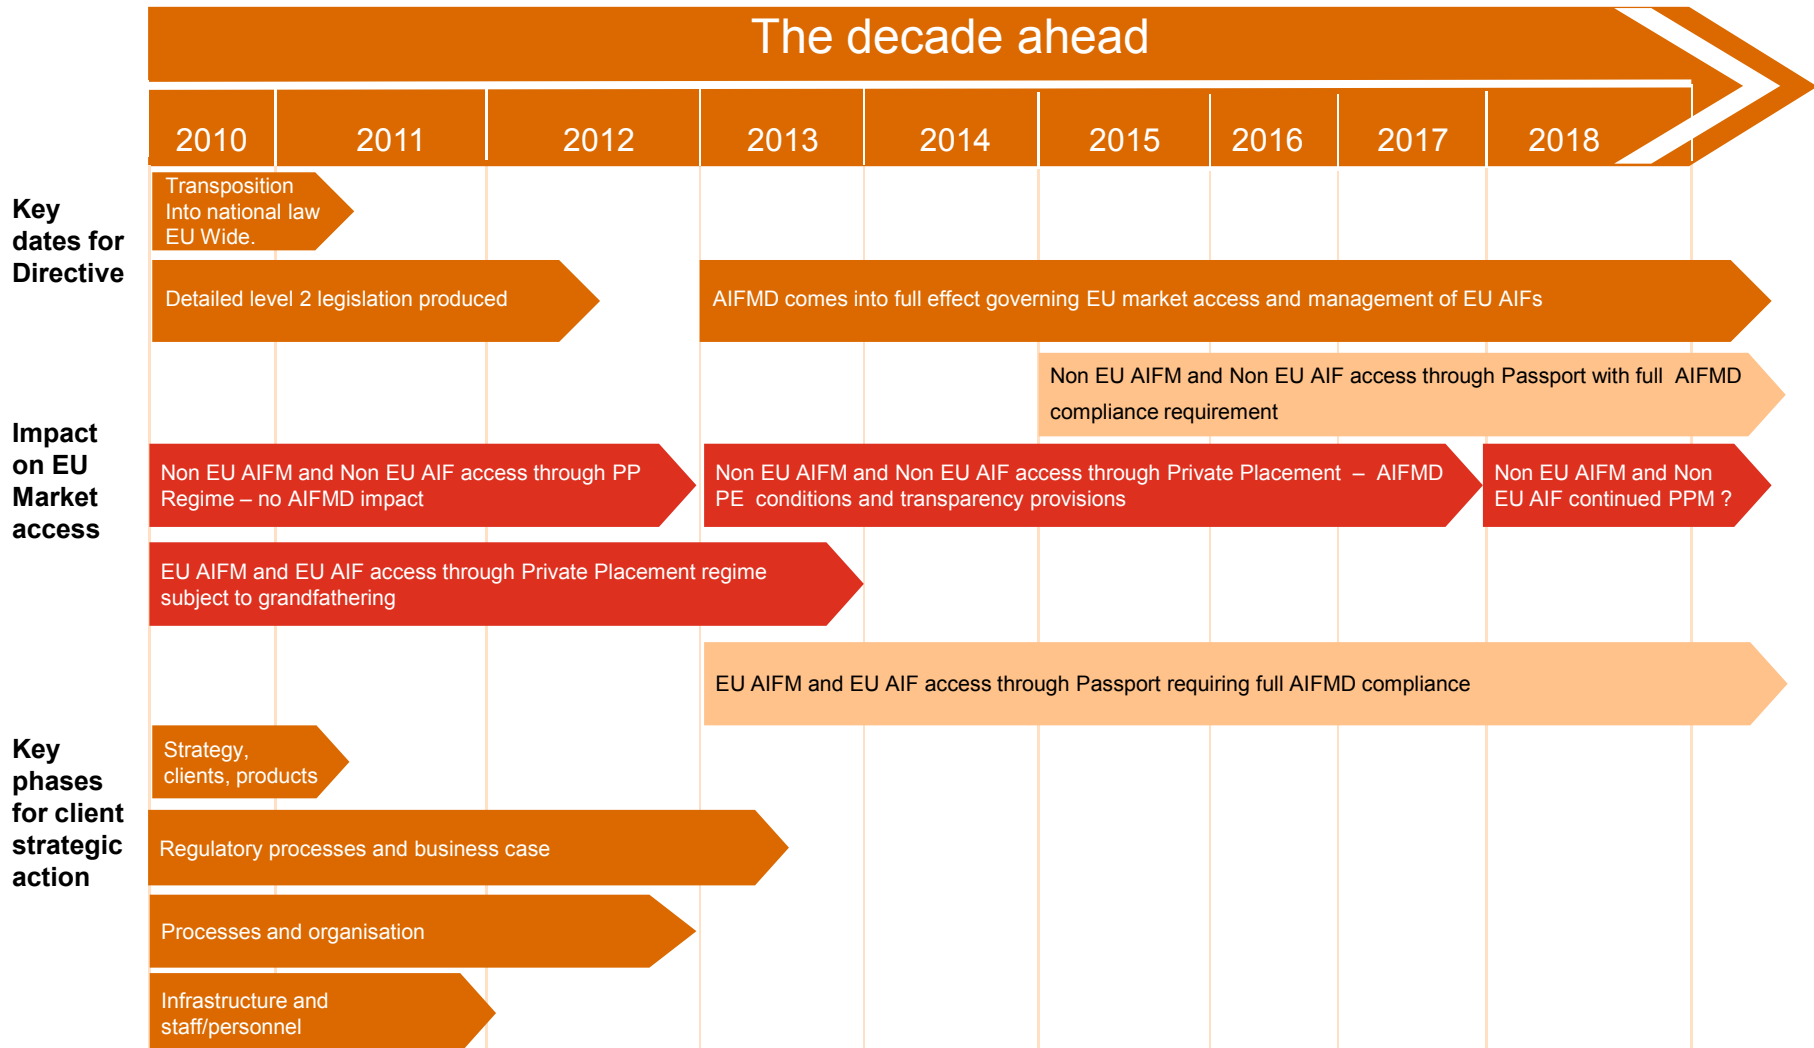 The decade ahead
2010
2011
2012
2013
2014
2015
2016
2017
2018
Key
dates for
Directive
Transposition
Into national law
EU Wide.
Detailed level 2 legislation produced
AIFMD comes into full effect governing EU market access and management of EU AIFs
Impact
on EU
Market
access
Non EU AIFM and Non EU AIF access through Passport with full AIFMD
compliance requirement
Non EU AIFM and Non EU AIF access through PP
Regime – no AIFMD impact
Non EU AIFM and Non EU AIF access through Private Placement – AIFMD
PE conditions and transparency provisions
Non EU AIFM and Non
EU AIF continued PPM ?
EU AIFM and EU AIF access through Private Placement regime
subject to grandfathering
EU AIFM and EU AIF access through Passport requiring full AIFMD compliance
Key
phases
for client
strategic
action
Strategy,
clients, products
Regulatory processes and business case
Processes and organisation
Infrastructure and
staff/personnel